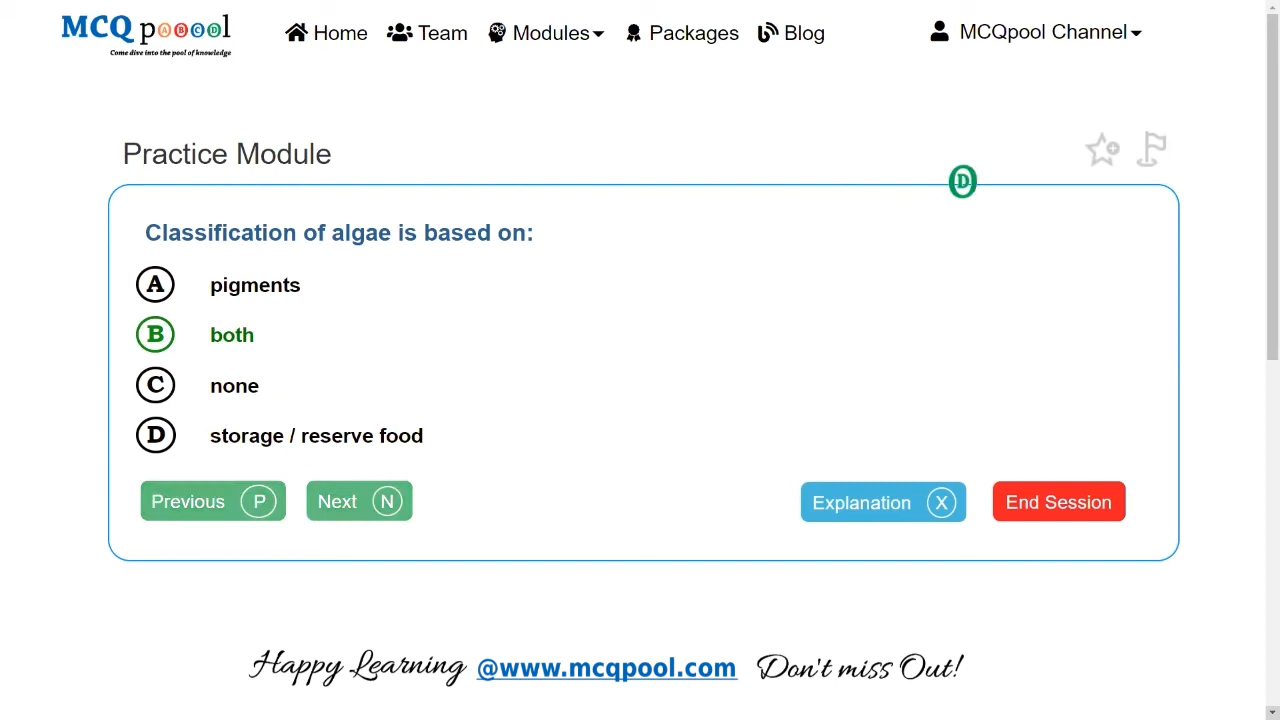 MCQ poool
Come dive into the pool of knowledge
Home Team Modules Packages Blog MCQpool Channel
Practice Module
D
Classification of algae is based on:
A pigments
B both
C none
D storage / reserve food
Previous P Next N Explanation X End Session
Happy Learning @www.mcqpool.com Don't miss Out!